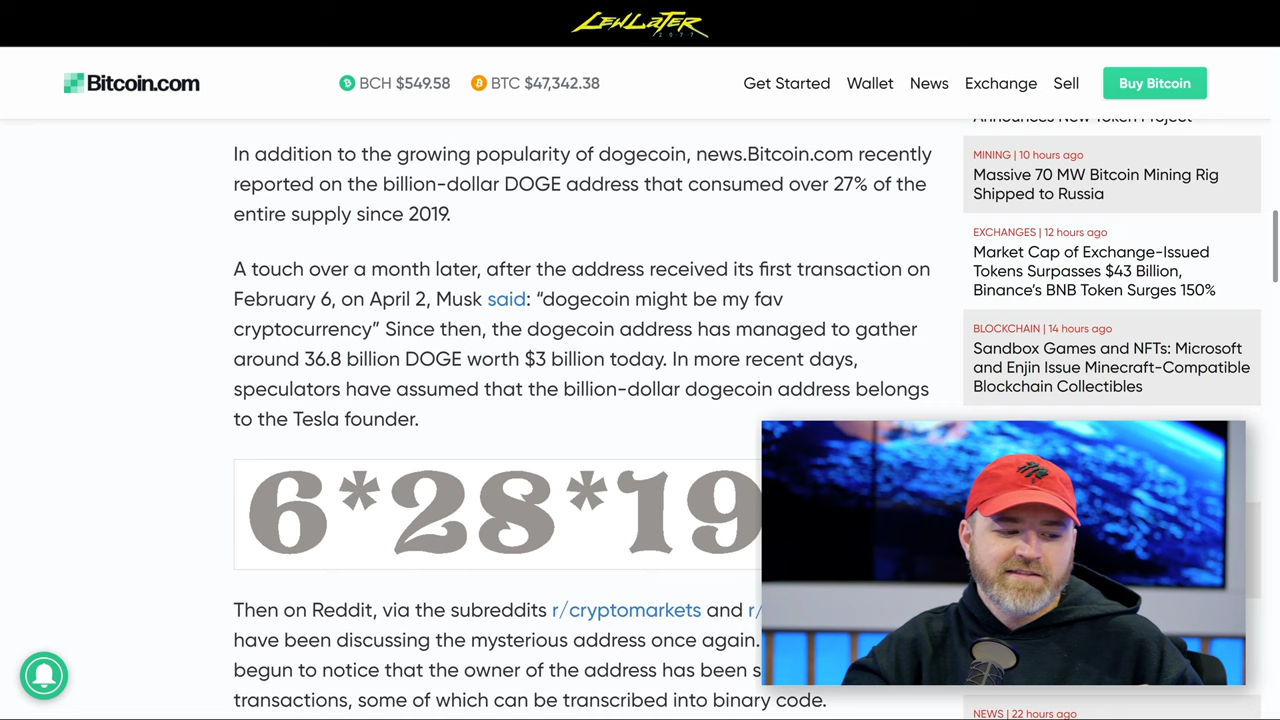 LEWLATER
2077
Bitcoin.com
BCH $549.58
BTC $47,342.38
Get Started
Wallet
News
Exchange
Sell
Buy Bitcoin
In addition to the growing popularity of dogecoin, news.Bitcoin.com recently
reported on the billion-dollar DOGE address that consumed over 27% of the
entire supply since 2019.
A touch over a month later, after the address received its first transaction on
February 6, on April 2, Musk said: “dogecoin might be my fav
cryptocurrency” Since then, the dogecoin address has managed to gather
around 36.8 billion DOGE worth $3 billion today. In more recent days,
speculators have assumed that the billion-dollar dogecoin address belongs
to the Tesla founder.
6*28*19
Then on Reddit, via the subreddits r/cryptomarkets and r/
have been discussing the mysterious address once again.
begun to notice that the owner of the address has been s
transactions, some of which can be transcribed into binary code.
Announces New Token Project
MINING | 10 hours ago
Massive 70 MW Bitcoin Mining Rig
Shipped to Russia
EXCHANGES | 12 hours ago
Market Cap of Exchange-Issued
Tokens Surpasses $43 Billion,
Binance’s BNB Token Surges 150%
BLOCKCHAIN | 14 hours ago
Sandbox Games and NFTs: Microsoft
and Enjin Issue Minecraft-Compatible
Blockchain Collectibles
NEWS | 22 hours ago